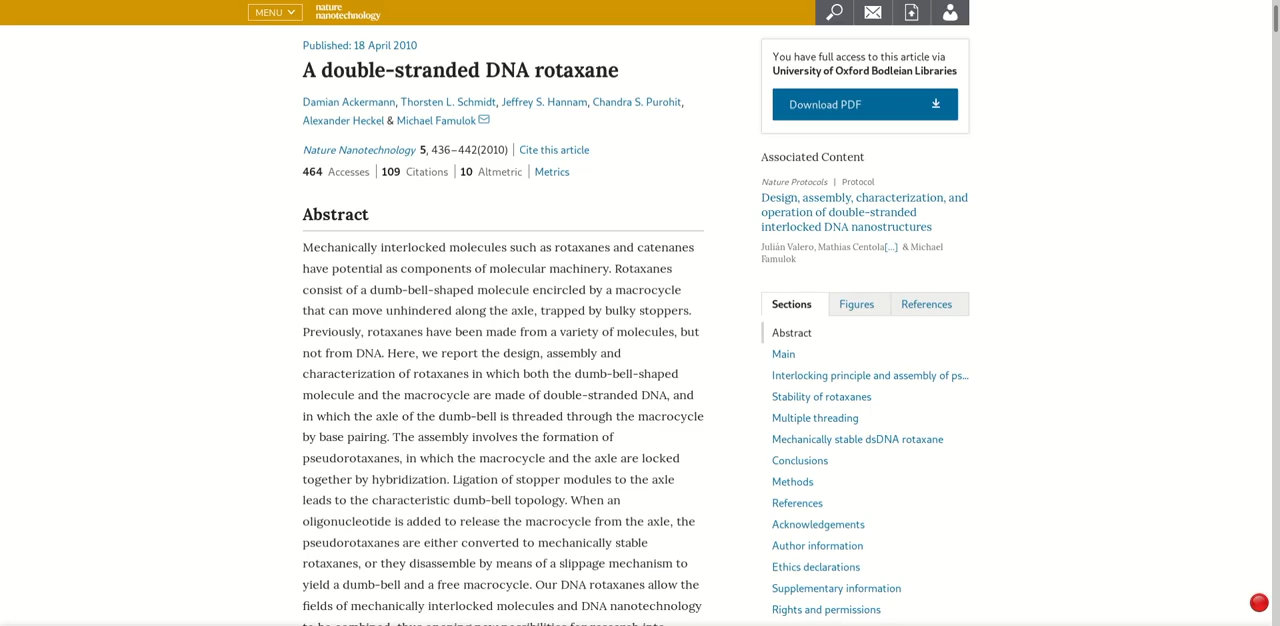 MENU
nature
nanotechnology
Published: 18 April 2010
A double-stranded DNA rotaxane
Damian Ackermann, Thorsten L. Schmidt, Jeffrey S. Hannam, Chandra S. Purohit,
Alexander Heckel & Michael Famulok
Nature Nanotechnology 5, 436–442(2010) | Cite this article
464 Accesses | 109 Citations | 10 Altmetric | Metrics
Abstract
Mechanically interlocked molecules such as rotaxanes and catenanes
have potential as components of molecular machinery. Rotaxanes
consist of a dumb-bell-shaped molecule encircled by a macrocycle
that can move unhindered along the axle, trapped by bulky stoppers.
Previously, rotaxanes have been made from a variety of molecules, but
not from DNA. Here, we report the design, assembly and
characterization of rotaxanes in which both the dumb-bell-shaped
molecule and the macrocycle are made of double-stranded DNA, and
in which the axle of the dumb-bell is threaded through the macrocycle
by base pairing. The assembly involves the formation of
pseudorotaxanes, in which the macrocycle and the axle are locked
together by hybridization. Ligation of stopper modules to the axle
leads to the characteristic dumb-bell topology. When an
oligonucleotide is added to release the macrocycle from the axle, the
pseudorotaxanes are either converted to mechanically stable
rotaxanes, or they disassemble by means of a slippage mechanism to
yield a dumb-bell and a free macrocycle. Our DNA rotaxanes allow the
fields of mechanically interlocked molecules and DNA nanotechnology
You have full access to this article via
University of Oxford Bodleian Libraries
Download PDF
Associated Content
Nature Protocols | Protocol
Design, assembly, characterization, and
operation of double-stranded
interlocked DNA nanostructures
Julián Valero, Mathias Centola[...] & Michael
Famulok
Sections Figures References
Abstract
Main
Interlocking principle and assembly of ps...
Stability of rotaxanes
Multiple threading
Mechanically stable dsDNA rotaxane
Conclusions
Methods
References
Acknowledgements
Author information
Ethics declarations
Supplementary information
Rights and permissions